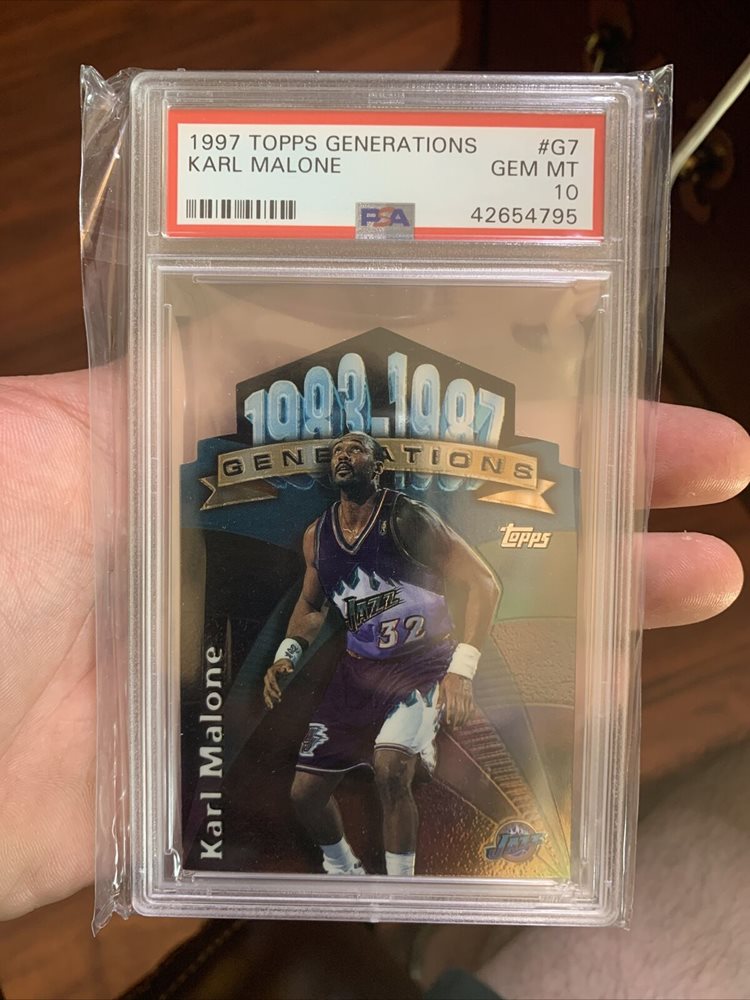 1997 TOPPS GENERATIONS #G7
KARL MALONE GEM MT
10
PSA 42654795
1983-1987
GENERATIONS
TOPPS
JAZZ
32
Karl Malone
JAZZ